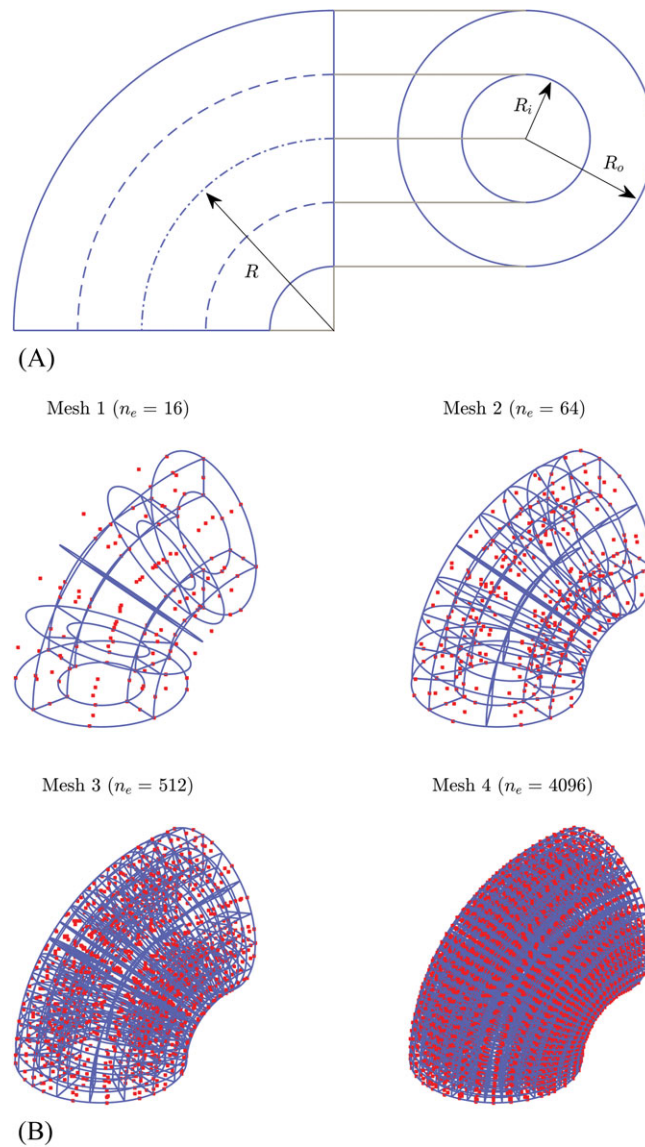 R_i
R_o
R
(A)
Mesh 1 (n_e = 16)
Mesh 2 (n_e = 64)
Mesh 3 (n_e = 512)
Mesh 4 (n_e = 4096)
(B)